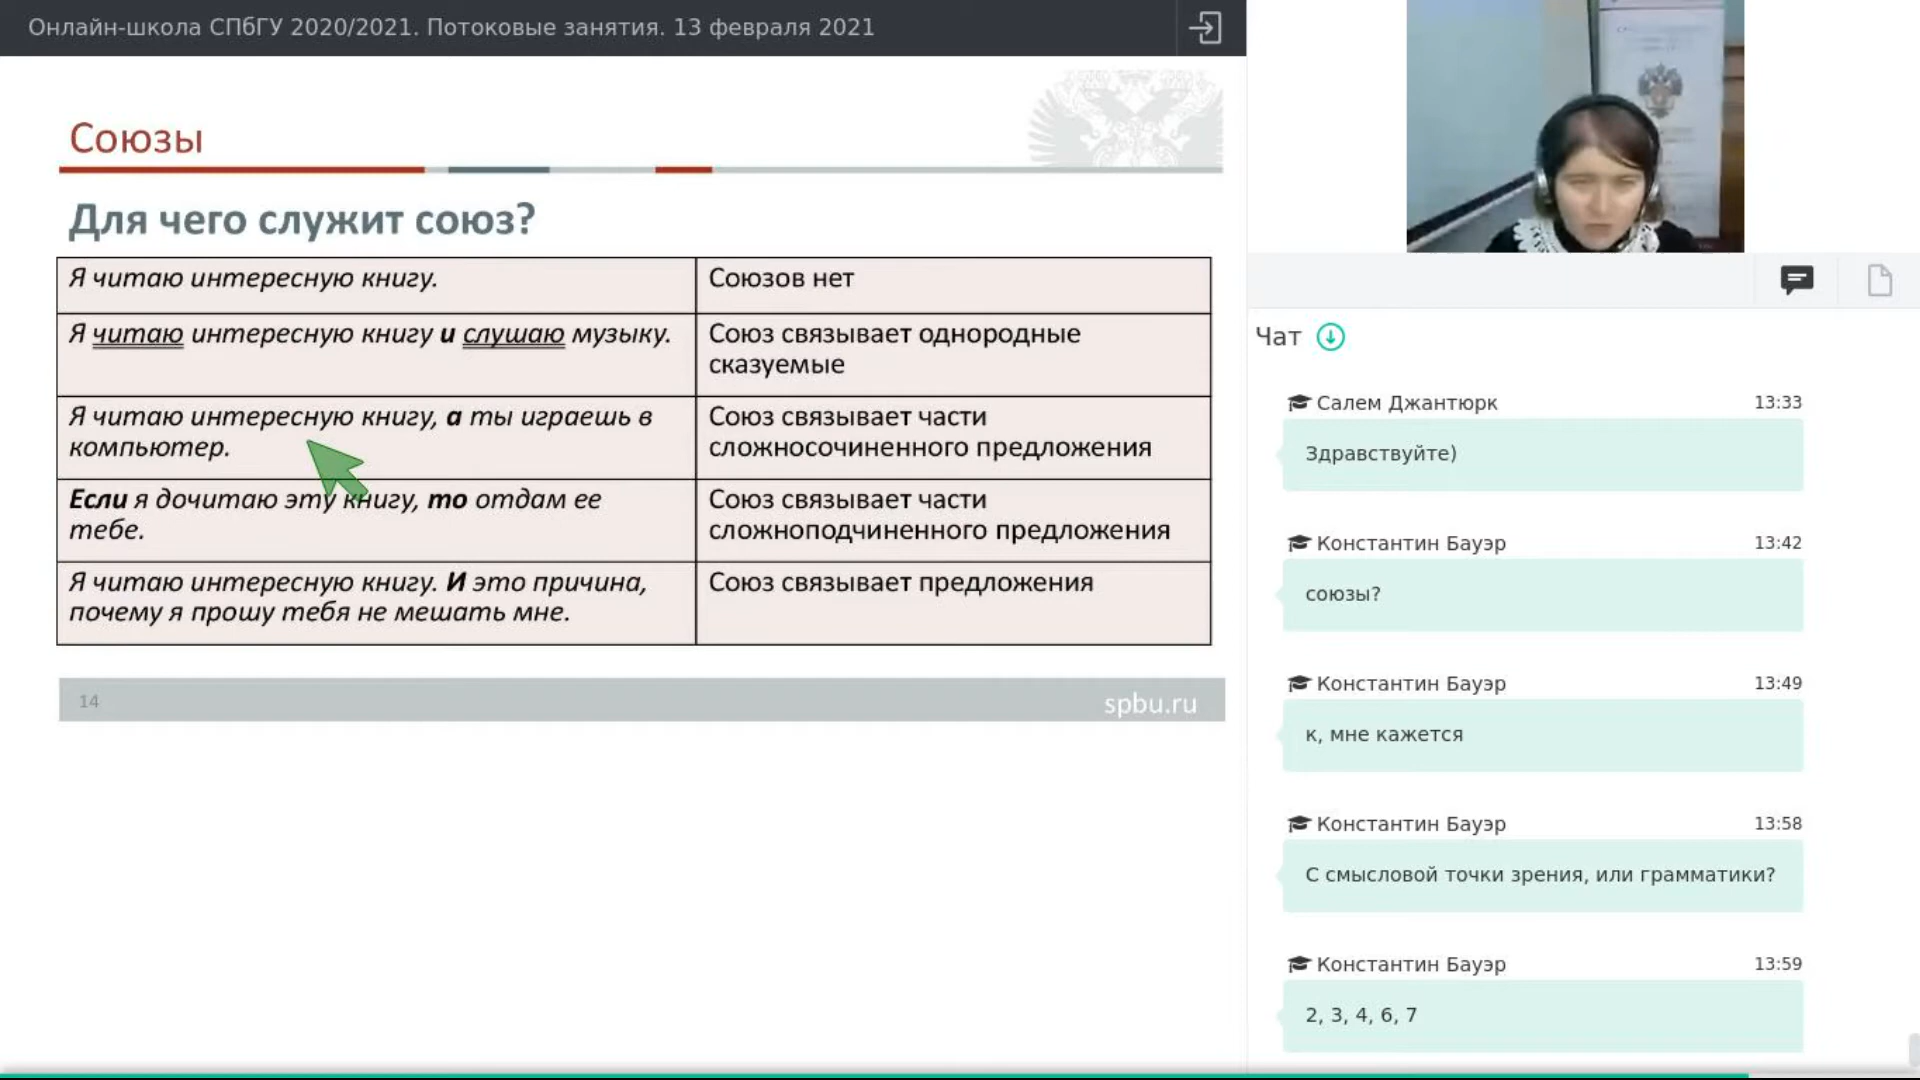 Онлайн-школа СПбГУ 2020/2021. Потоковые занятия. 13 февраля 2021
Союзы
Для чего служит союз?
Я читаю интересную книгу.
Союзов нет
Я читаю интересную книгу и слушаю музыку.
Союз связывает однородные
сказуемые
Я читаю интересную книгу, а ты играешь в
компьютер.
Союз связывает части
сложносочиненного предложения
Если я дочитаю эту книгу, то отдам ее
тебе.
Союз связывает части
сложноподчиненного предложения
Я читаю интересную книгу. И это причина,
почему я прошу тебя не мешать мне.
Союз связывает предложения
14
spbu.ru
Чат
Салем Джантюрк 13:33
Здравствуйте)
Константин Бауэр 13:42
союзы?
Константин Бауэр 13:49
к, мне кажется
Константин Бауэр 13:58
С смысловой точки зрения, или грамматики?
Константин Бауэр 13:59
2, 3, 4, 6, 7